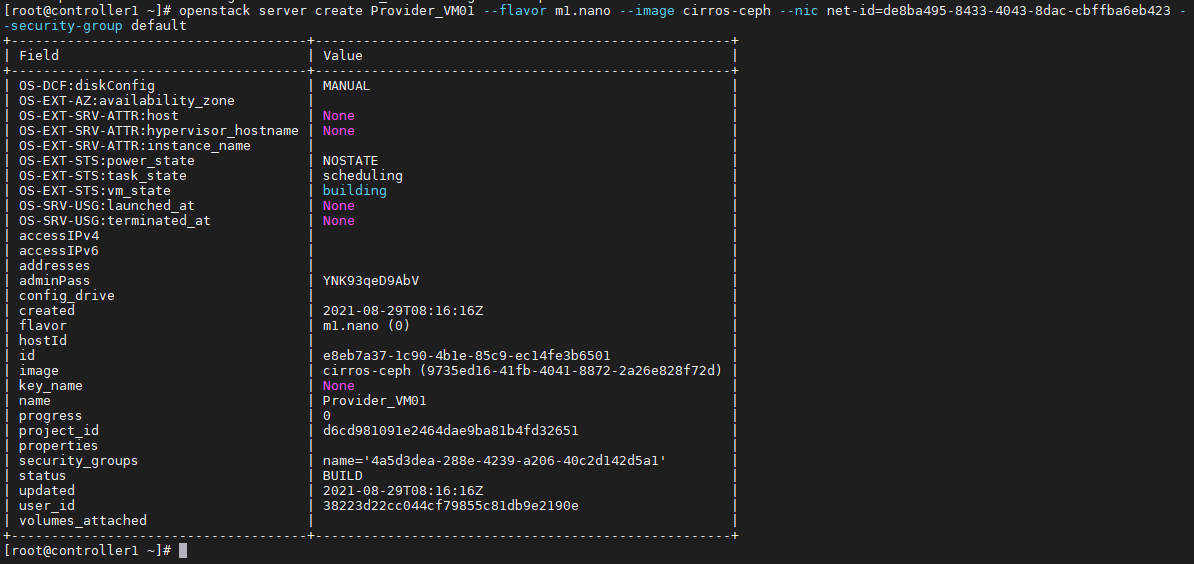 [root@controller1 ~]# openstack server create Provider_VM01 --flavor m1.nano --image cirros-ceph --nic net-id=de8ba495-8433-4043-8dac-cbffba6eb423 -
-security-group default
+-------------------------------------+----------------------------------------------------+
| Field                               | Value                                              |
+-------------------------------------+----------------------------------------------------+
| OS-DCF:diskConfig                   | MANUAL                                             |
| OS-EXT-AZ:availability_zone         |                                                    |
| OS-EXT-SRV-ATTR:host                | None                                               |
| OS-EXT-SRV-ATTR:hypervisor_hostname | None                                               |
| OS-EXT-SRV-ATTR:instance_name       |                                                    |
| OS-EXT-STS:power_state              | NOSTATE                                            |
| OS-EXT-STS:task_state               | scheduling                                         |
| OS-EXT-STS:vm_state                 | building                                           |
| OS-SRV-USG:launched_at              | None                                               |
| OS-SRV-USG:terminated_at            | None                                               |
| accessIPv4                          |                                                    |
| accessIPv6                          |                                                    |
| addresses                           |                                                    |
| adminPass                           | YNK93qeD9AbV                                       |
| config_drive                        |                                                    |
| created                             | 2021-08-29T08:16:16Z                               |
| flavor                              | m1.nano (0)                                        |
| hostId                              |                                                    |
| id                                  | e8eb7a37-1c90-4b1e-85c9-ec14fe3b6501               |
| image                               | cirros-ceph (9735ed16-41fb-4041-8872-2a26e828f72d) |
| key_name                            | None                                               |
| name                                | Provider_VM01                                      |
| progress                            | 0                                                  |
| project_id                          | d6cd981091e2464dae9ba81b4fd32651                   |
| properties                          |                                                    |
| security_groups                     | name='4a5d3dea-288e-4239-a206-40c2d142d5a1'        |
| status                              | BUILD                                              |
| updated                             | 2021-08-29T08:16:16Z                               |
| user_id                             | 38223d22cc044cf79855c81db9e2190e                   |
| volumes_attached                    |                                                    |
+-------------------------------------+----------------------------------------------------+
[root@controller1 ~]#